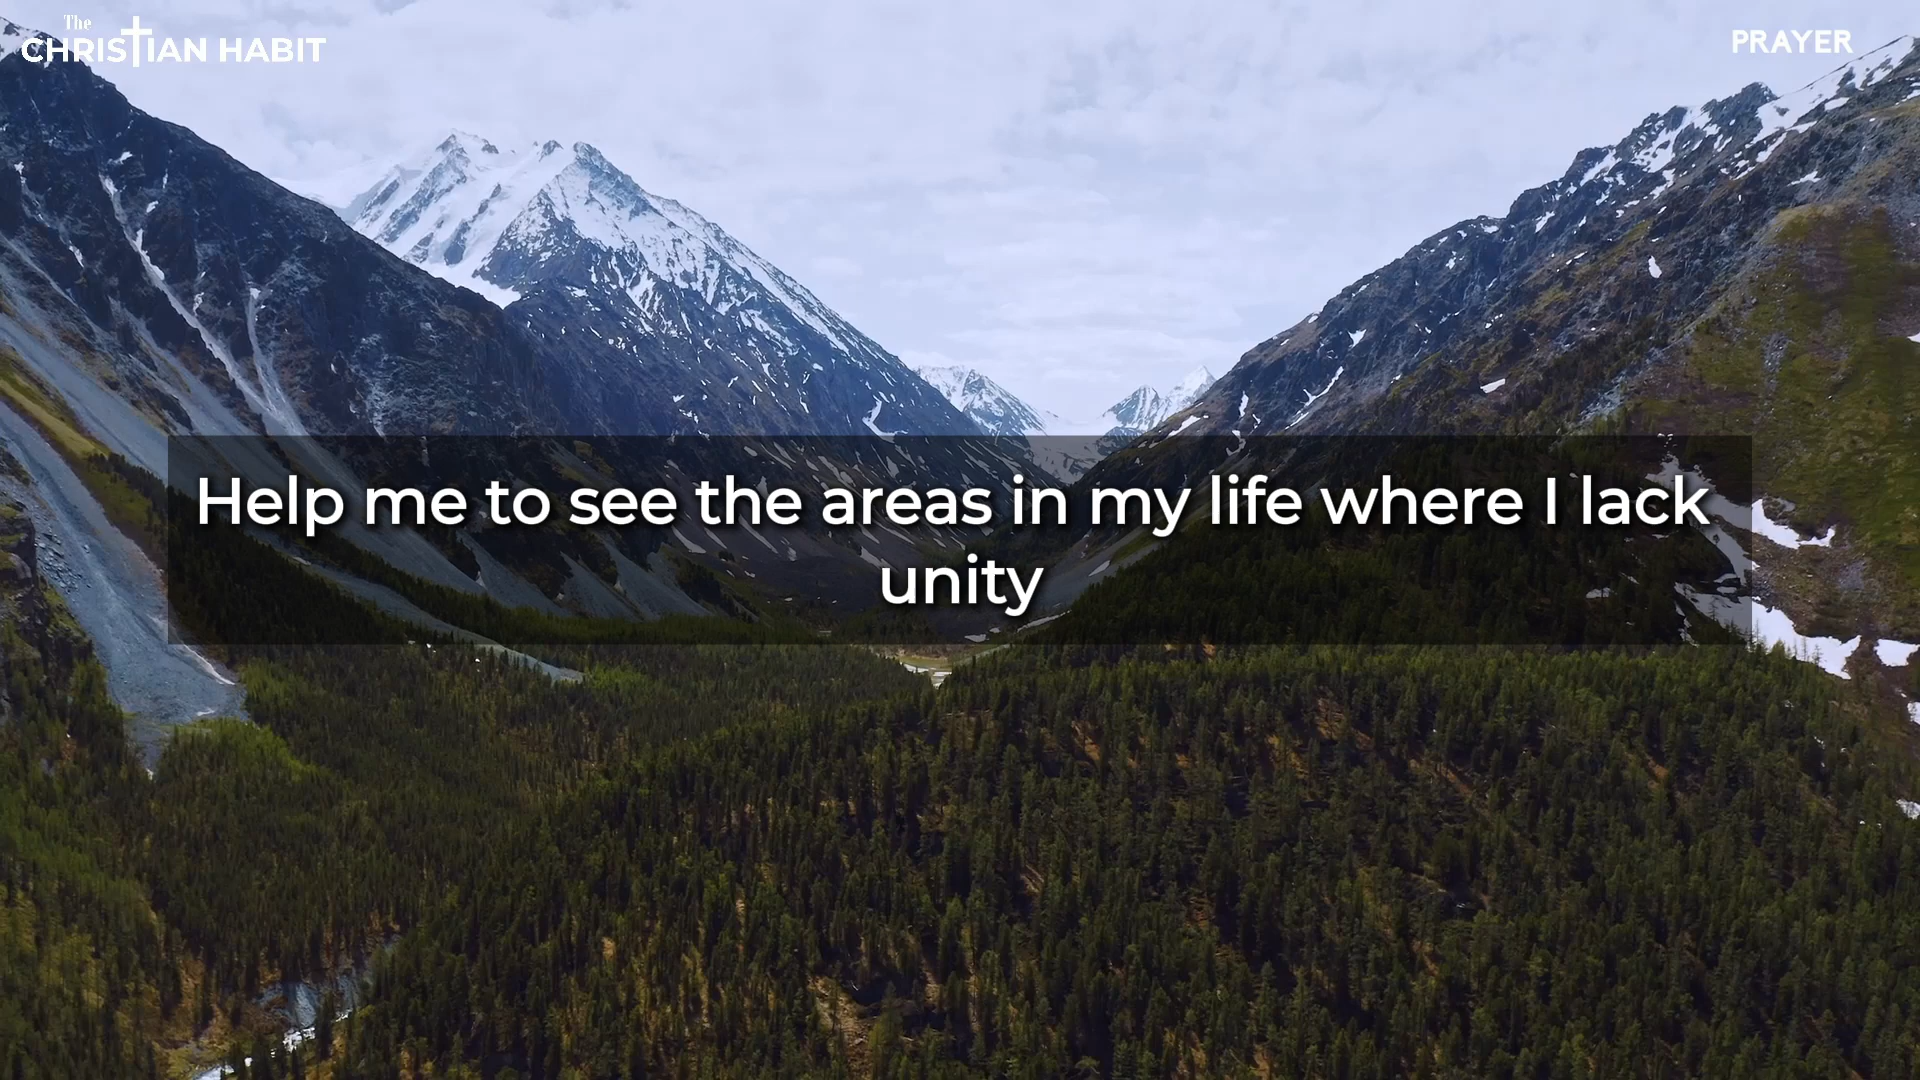 The
CHRISTIAN HABIT
PRAYER
Help me to see the areas in my life where I lack
unity